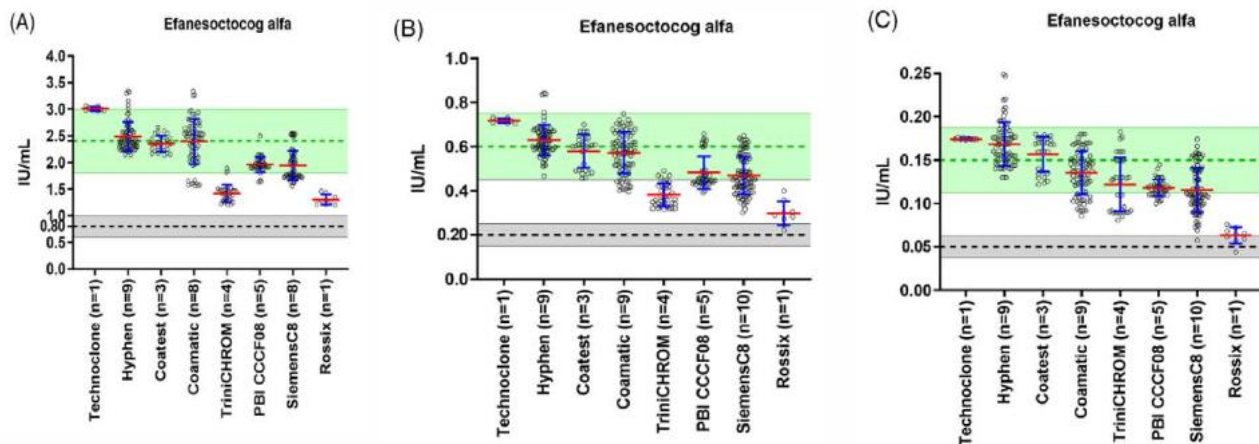 (A)
Efanesoctocog alfa
4.0
3.5
3.0
2.5
2.0
1.5
1.0
0.80
0.5
0.0
IU/mL
Technoclone (n=1)
Hyphen (n=9)
Coatest (n=3)
Coamatic (n=8)
TriniCHROM (n=4)
PBI CCCF08 (n=5)
SiemensC8 (n=8)
Rossix (n=1)
(B)
Efanesoctocog alfa
1.0
0.8
0.6
0.4
0.20
0.0
IU/mL
Technoclone (n=1)
Hyphen (n=9)
Coatest (n=3)
Coamatic (n=9)
TriniCHROM (n=4)
PBI CCCF08 (n=5)
SiemensC8 (n=10)
Rossix (n=1)
(C)
Efanesoctocog alfa
0.25
0.20
0.15
0.10
0.05
0.00
IU/mL
Technoclone (n=1)
Hyphen (n=9)
Coatest (n=3)
Coamatic (n=9)
TriniCHROM (n=4)
PBI CCCF08 (n=5)
SiemensC8 (n=10)
Rossix (n=1)